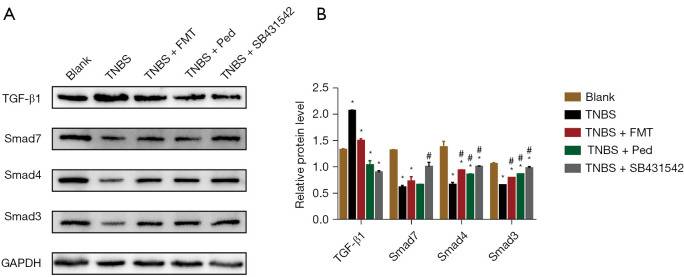 A
Blank
TNBS
TNBS + FMT
TNBS + Ped
TNBS + SB431542
TGF-β1
Smad7
Smad4
Smad3
GAPDH
B
Relative protein level
2.5
2.0
1.5
1.0
0.5
0.0
*
*
*
*
*
*
#
*
# *
# *
# *
*
# *
# *
# *
TGF-β1
Smad7
Smad4
Smad3
Blank
TNBS
TNBS + FMT
TNBS + Ped
TNBS + SB431542